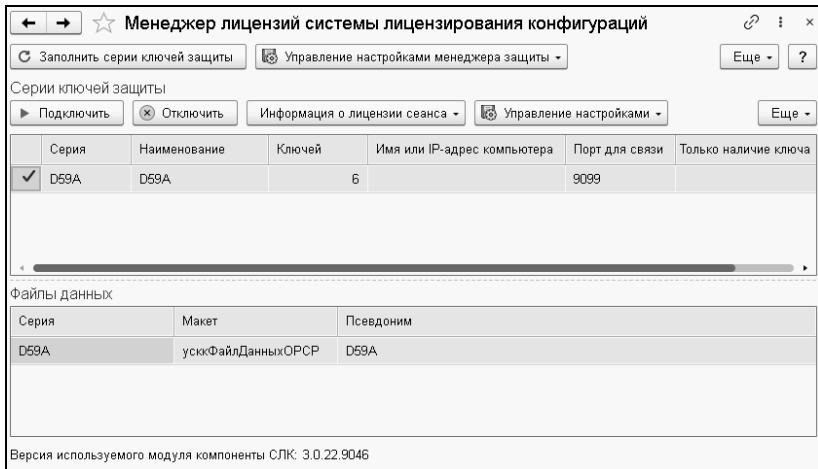 Менеджер лицензий системы лицензирования конфигураций
Заполнить серии ключей защиты Управление настройками менеджера защиты Еще ?
Серии ключей защиты
Подключить Отключить Информация о лицензии сеанса Управление настройками Еще
Серия Наименование Ключей Имя или IP-адрес компьютера Порт для связи Только наличие ключа
D59A D59A 6 9099
Файлы данных
Серия Макет Псевдоним
D59A усккФайлДанныхОРСР D59A
Версия используемого модуля компоненты СЛК: 3.0.22.9046